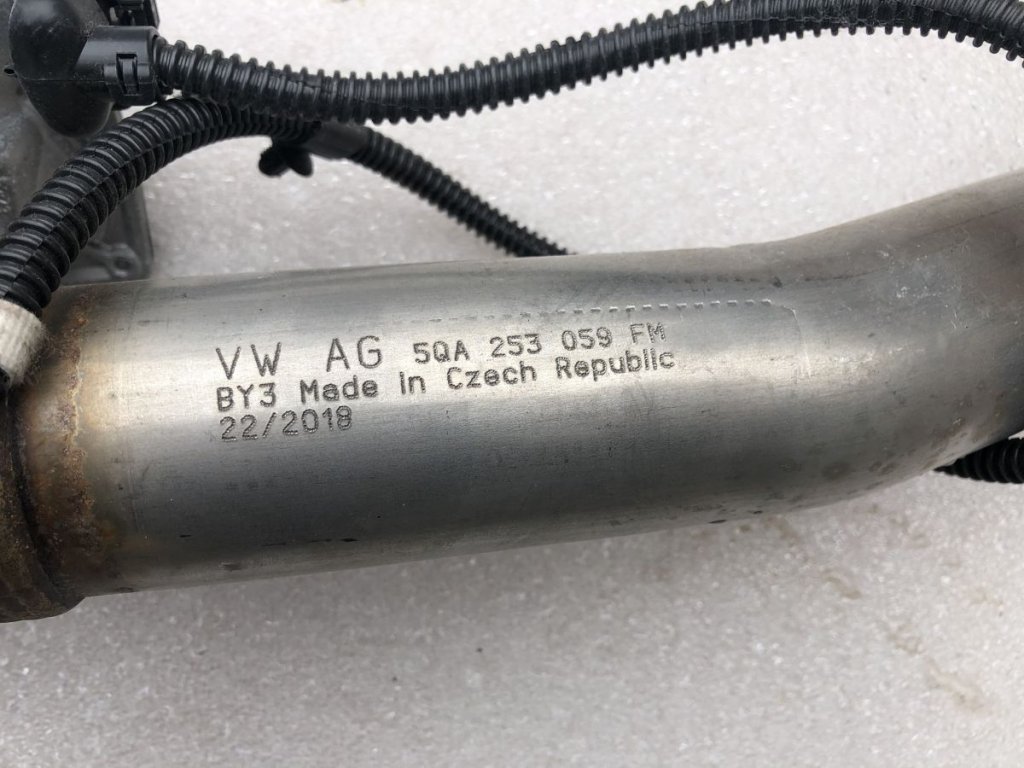 VW AG 5QA 253 059 FM
BY3 Made in Czech Republic
22/2018